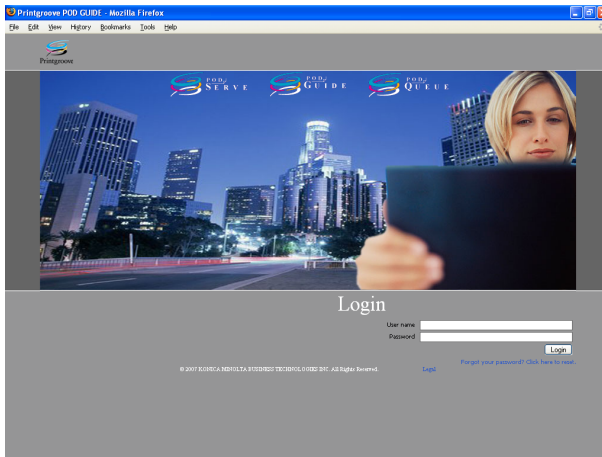 Printgroove POD GUIDE - Mozilla Firefox
File Edit View History Bookmarks Tools Help
Printgroove
POD SERVE POD GUIDE POD QUEUE
Login
User name
Password
Login
Forgot your password? Click here to reset.
© 2007 KONICA MINOLTA BUSINESS TECHNOLOGIES INC. All Rights Reserved. Legal